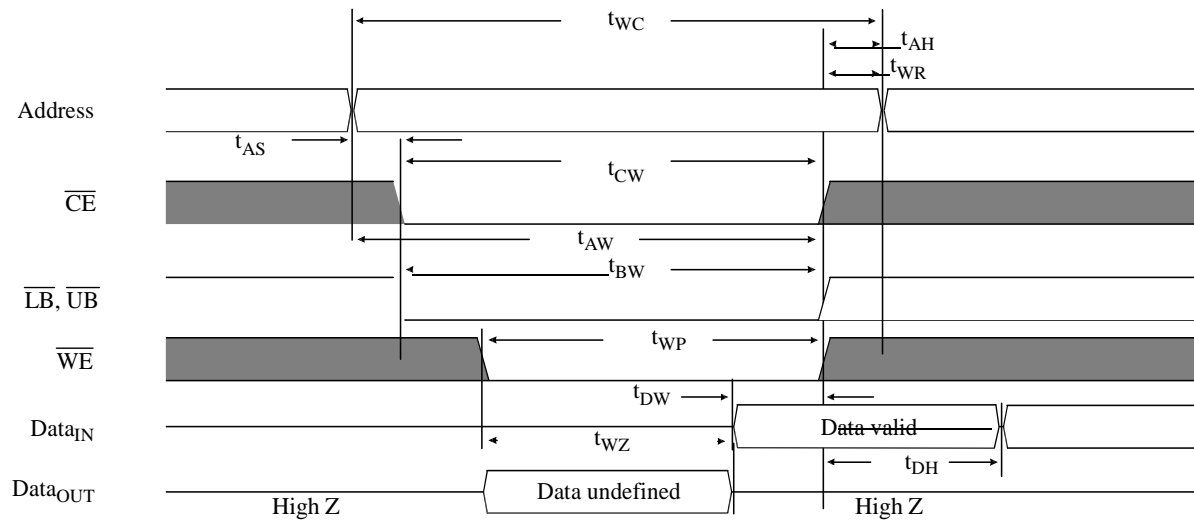 tWC
tAH
tWR
Address
tAS
tCW
CE
tAW
tBW
LB, UB
tWP
WE
tDW
DataIN
Data valid
tWZ
tDH
DataOUT
Data undefined
High Z
High Z